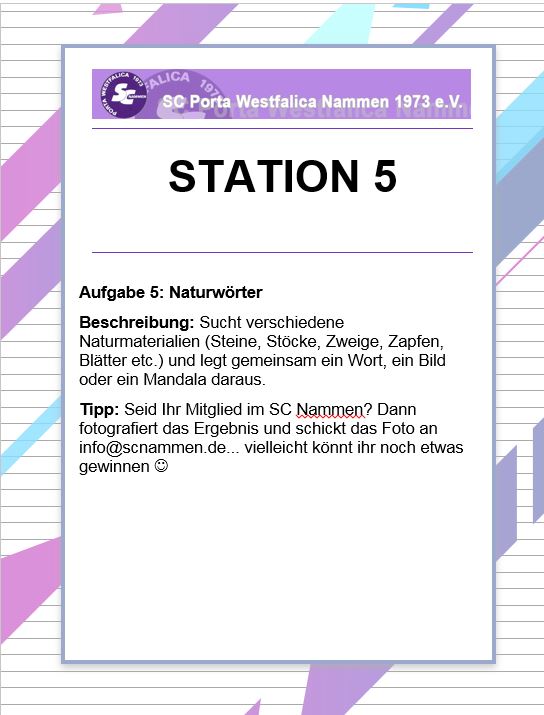 PORTA WESTFALICA 1973
SC
NAMMEN
SC Porta Westfalica Nammen 1973 e.V.
STATION 5
Aufgabe 5: Naturwörter
Beschreibung: Sucht verschiedene
Naturmaterialien (Steine, Stöcke, Zweige, Zapfen,
Blätter etc.) und legt gemeinsam ein Wort, ein Bild
oder ein Mandala daraus.
Tipp: Seid Ihr Mitglied im SC Nammen? Dann
fotografiert das Ergebnis und schickt das Foto an
info@scnammen.de... vielleicht könnt ihr noch etwas
gewinnen ☺